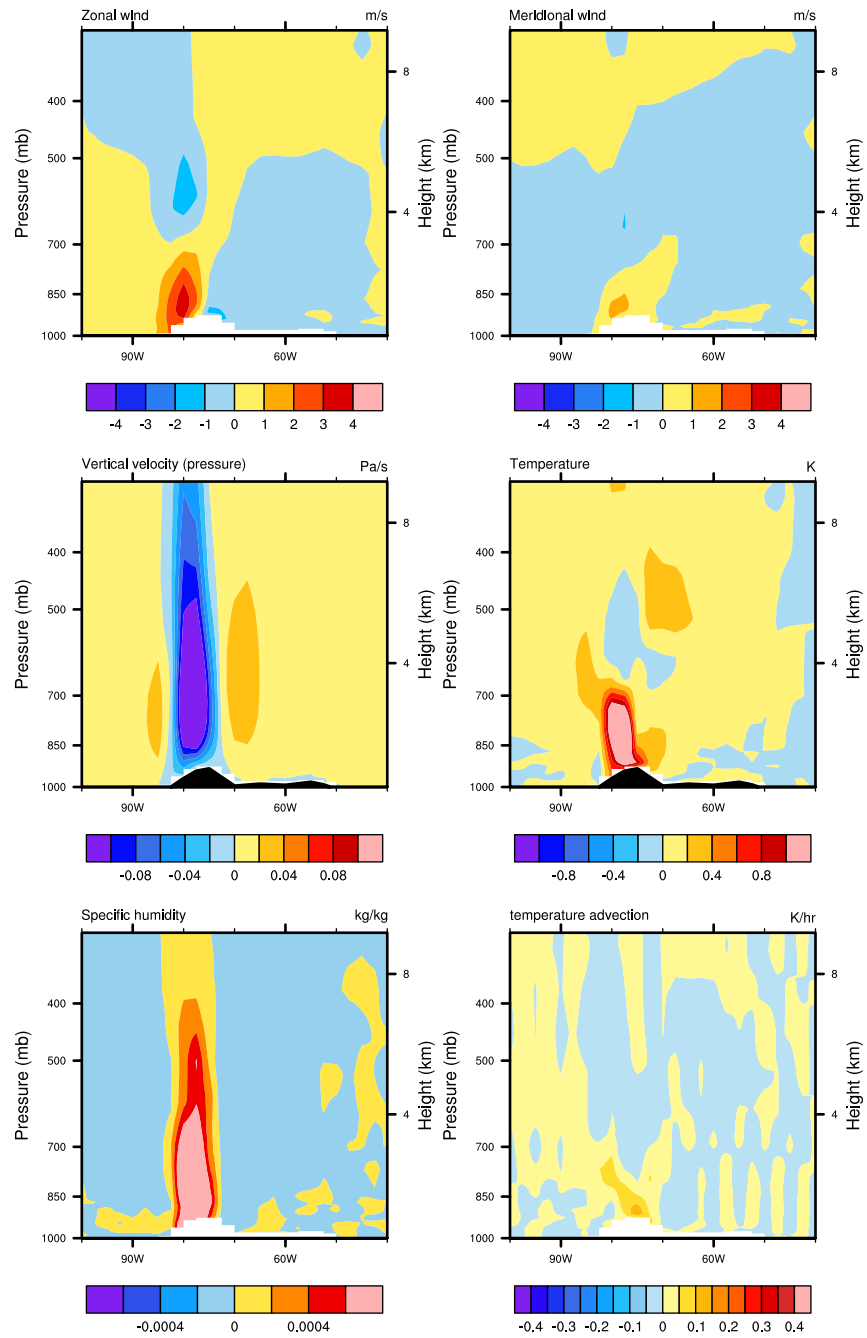 Zonal wind m/s
Pressure (mb)
400
500
700
850
1000
8
4
Height (km)
90W 60W
-4 -3 -2 -1 0 1 2 3 4
Meridional wind m/s
Pressure (mb)
400
500
700
850
1000
8
4
Height (km)
90W 60W
-4 -3 -2 -1 0 1 2 3 4
Vertical velocity (pressure) Pa/s
Pressure (mb)
400
500
700
850
1000
8
4
Height (km)
90W 60W
-0.08 -0.04 0 0.04 0.08
Temperature K
Pressure (mb)
400
500
700
850
1000
8
4
Height (km)
90W 60W
-0.8 -0.4 0 0.4 0.8
Specific humidity kg/kg
Pressure (mb)
400
500
700
850
1000
8
4
Height (km)
90W 60W
-0.0004 0 0.0004
temperature advection K/hr
Pressure (mb)
400
500
700
850
1000
8
4
Height (km)
90W 60W
-0.4 -0.3 -0.2 -0.1 0 0.1 0.2 0.3 0.4